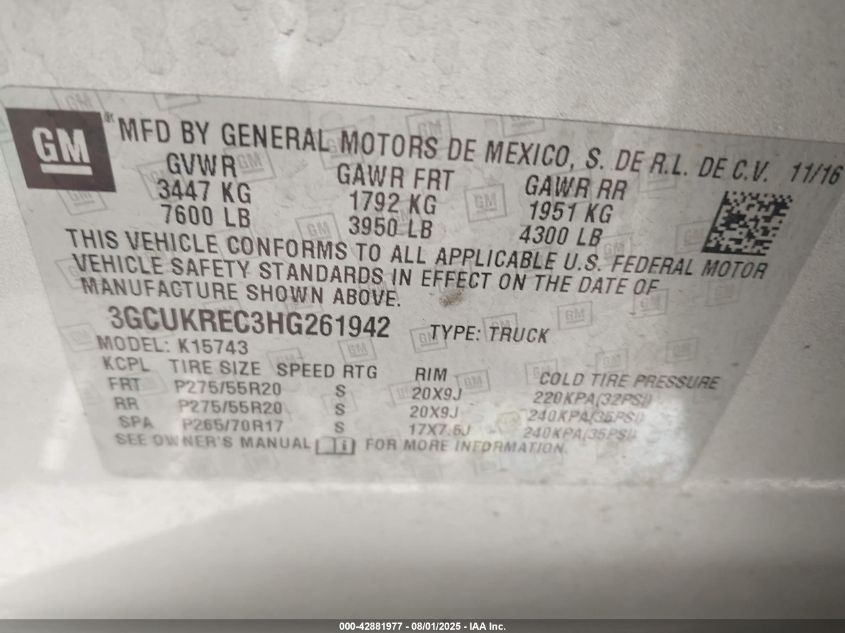 GM
MFD BY GENERAL MOTORS DE MEXICO, S. DE R.L. DE C.V. 11/16
GVWR GAWR FRT GAWR RR
3447 KG 1792 KG 1951 KG
7600 LB 3950 LB 4300 LB
THIS VEHICLE CONFORMS TO ALL APPLICABLE U.S. FEDERAL MOTOR
VEHICLE SAFETY STANDARDS IN EFFECT ON THE DATE OF
MANUFACTURE SHOWN ABOVE.
3GCUKREC3HG261942 TYPE: TRUCK
MODEL: K15743
KCPL TIRE SIZE SPEED RTG RIM COLD TIRE PRESSURE
FRT P275/55R20 S 20X9J 220KPA(32PSI)
RR P275/55R20 S 20X9J 240KPA(35PSI)
SPA P265/70R17 S 17X7.5J 240KPA(35PSI)
SEE OWNER'S MANUAL FOR MORE INFORMATION.
000-42881977 - 08/01/2025 - IAA Inc.